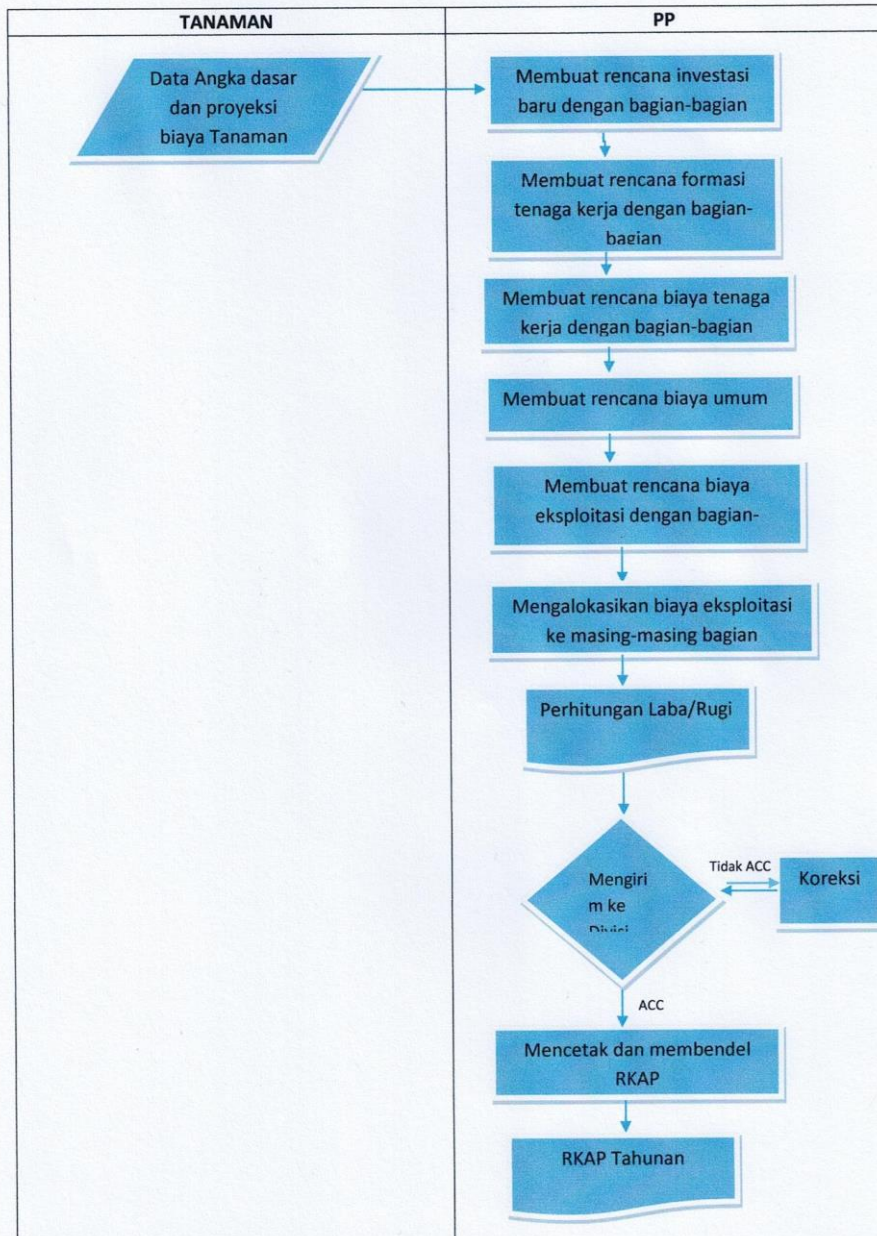 TANAMAN
PP
Data Angka dasar
dan proyeksi
biaya Tanaman
Membuat rencana investasi
baru dengan bagian-bagian
Membuat rencana formasi
tenaga kerja dengan bagian-
bagian
Membuat rencana biaya tenaga
kerja dengan bagian-bagian
Membuat rencana biaya umum
Membuat rencana biaya
eksploitasi dengan bagian-
Mengalokasikan biaya eksploitasi
ke masing-masing bagian
Perhitungan Laba/Rugi
Mengiri
m ke
Divisi
Tidak ACC
Koreksi
ACC
Mencetak dan membendel
RKAP
RKAP Tahunan